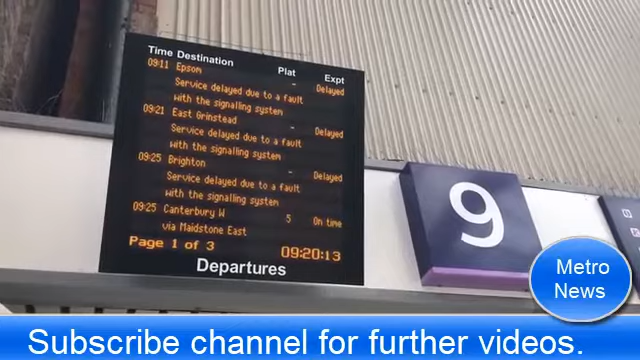 Time Destination Plat Expt
09:11 Epsom - Delayed
Service delayed due to a fault
with the signalling system
09:21 East Grinstead - Delayed
Service delayed due to a fault
with the signalling system
09:25 Brighton - Delayed
Service delayed due to a fault
with the signalling system
09:25 Canterbury W 5 On time
via Maidstone East
Page 1 of 3 09:20:13
Departures
9
Metro
News
Subscribe channel for further videos.